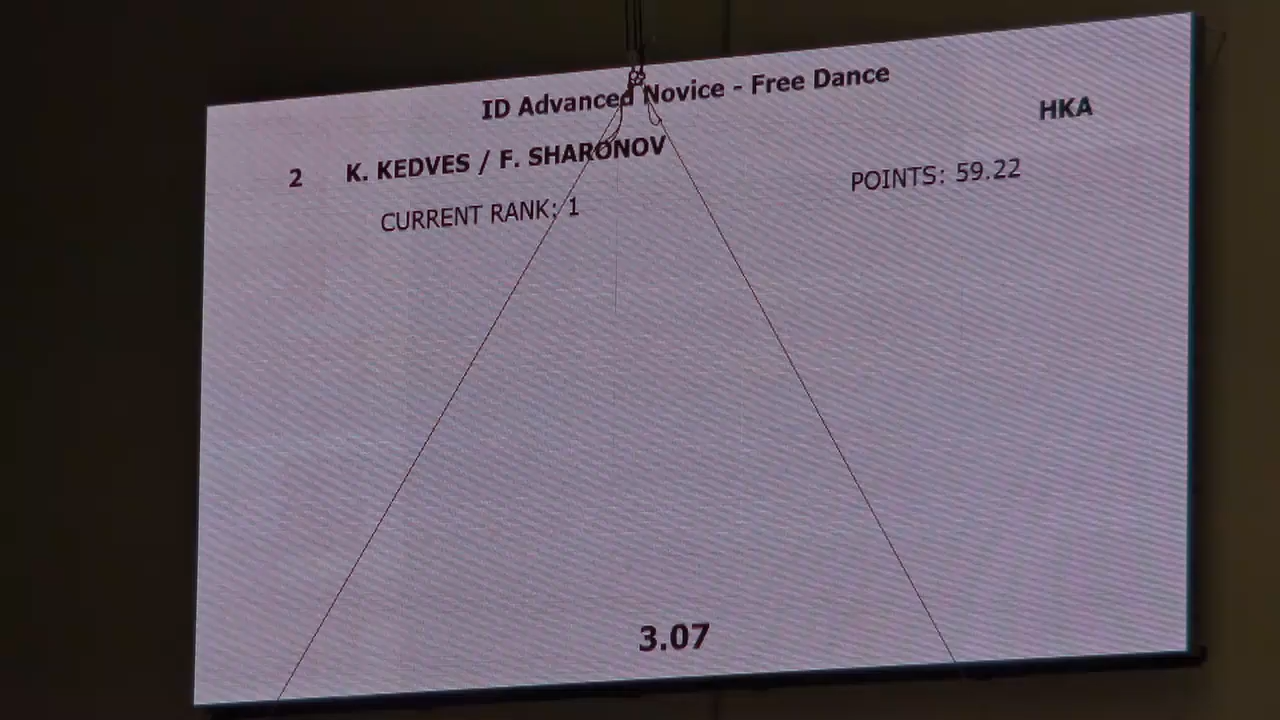 ID Advanced Novice - Free Dance
HKA
2 K. KEDVES / F. SHARONOV
POINTS: 59.22
CURRENT RANK: 1
3.07